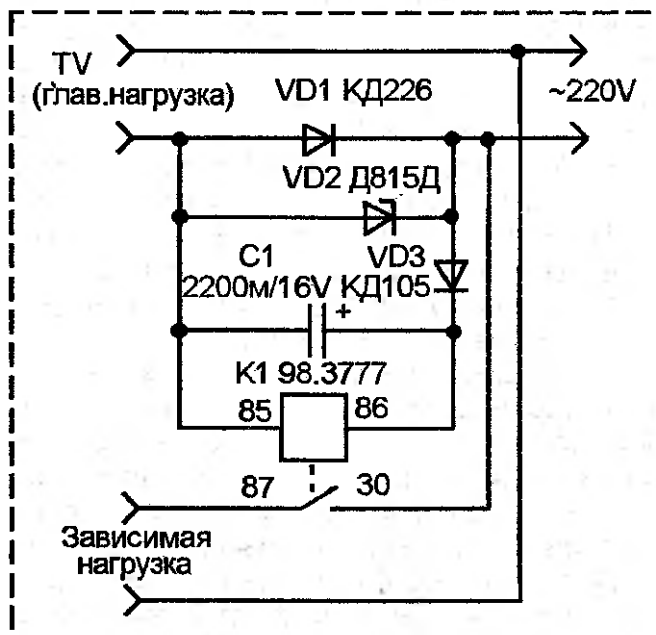 TV
(глав.нагрузка)
VD1 КД226
~220V
VD2 Д815Д
C1
VD3
2200м/16V КД105
+
K1 98.3777
85
86
87
30
Зависимая
нагрузка